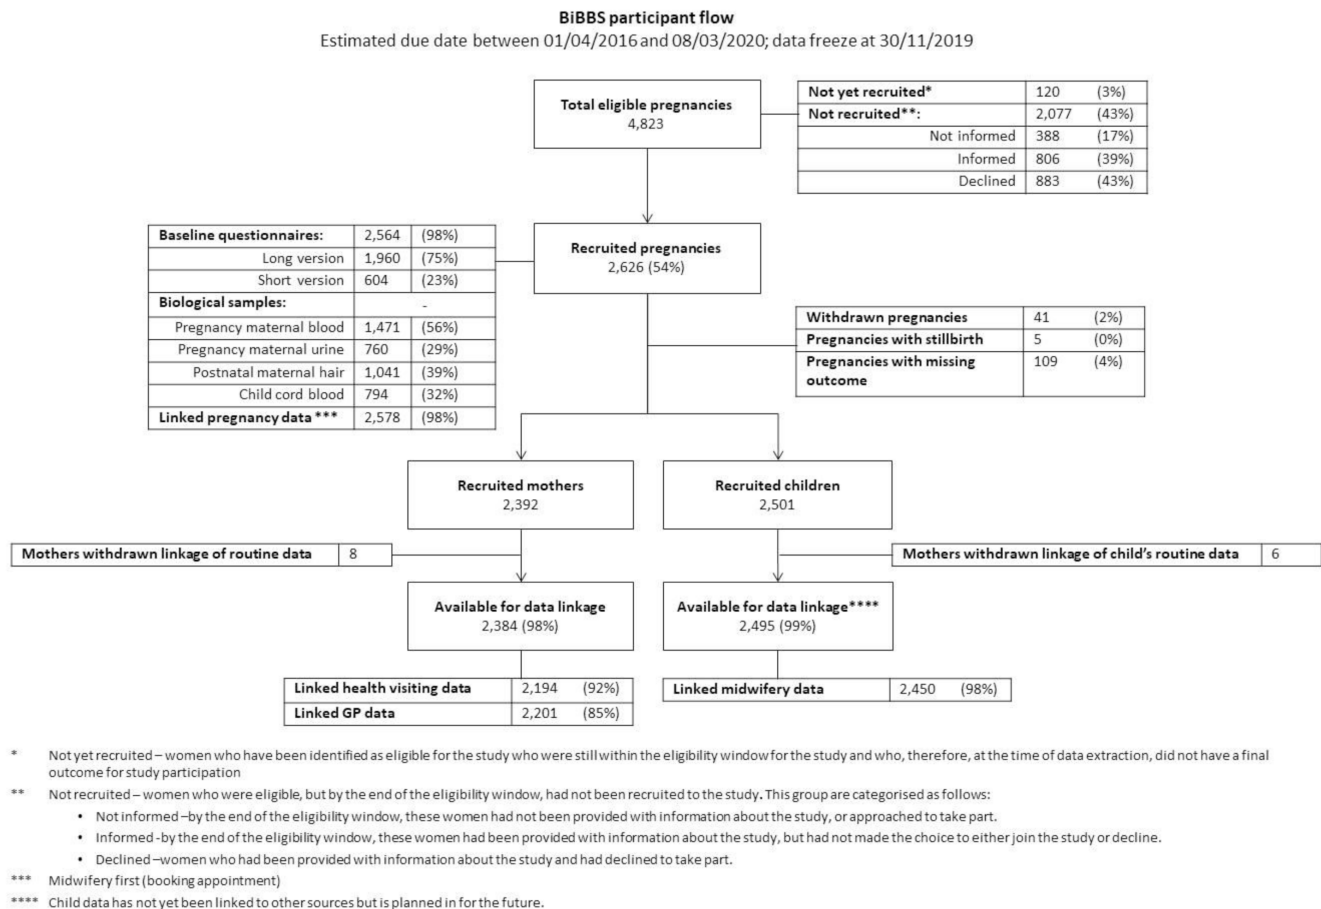 BiBBS participant flow
Estimated due date between 01/04/2016 and 08/03/2020; data freeze at 30/11/2019
Total eligible pregnancies
4,823
Not yet recruited* 120 (3%)
Not recruited**: 2,077 (43%)
Not informed 388 (17%)
Informed 806 (39%)
Declined 883 (43%)
Baseline questionnaires: 2,564 (98%)
Long version 1,960 (75%)
Short version 604 (23%)
Biological samples: -
Pregnancy maternal blood 1,471 (56%)
Pregnancy maternal urine 760 (29%)
Postnatal maternal hair 1,041 (39%)
Child cord blood 794 (32%)
Linked pregnancy data *** 2,578 (98%)
Recruited pregnancies
2,626 (54%)
Withdrawn pregnancies 41 (2%)
Pregnancies with stillbirth 5 (0%)
Pregnancies with missing 109 (4%)
outcome
Recruited mothers
2,392
Recruited children
2,501
Mothers withdrawn linkage of routine data 8
Mothers withdrawn linkage of child's routine data 6
Available for data linkage
2,384 (98%)
Available for data linkage****
2,495 (99%)
Linked health visiting data 2,194 (92%)
Linked GP data 2,201 (85%)
Linked midwifery data 2,450 (98%)
* Not yet recruited – women who have been identified as eligible for the study who were still within the eligibility window for the study and who, therefore, at the time of data extraction, did not have a final
outcome for study participation
** Not recruited – women who were eligible, but by the end of the eligibility window, had not been recruited to the study. This group are categorised as follows:
• Not informed –by the end of the eligibility window, these women had not been provided with information about the study, or approached to take part.
• Informed -by the end of the eligibility window, these women had been provided with information about the study, but had not made the choice to either join the study or decline.
• Declined –women who had been provided with information about the study and had declined to take part.
*** Midwifery first (booking appointment)
**** Child data has not yet been linked to other sources but is planned in for the future.